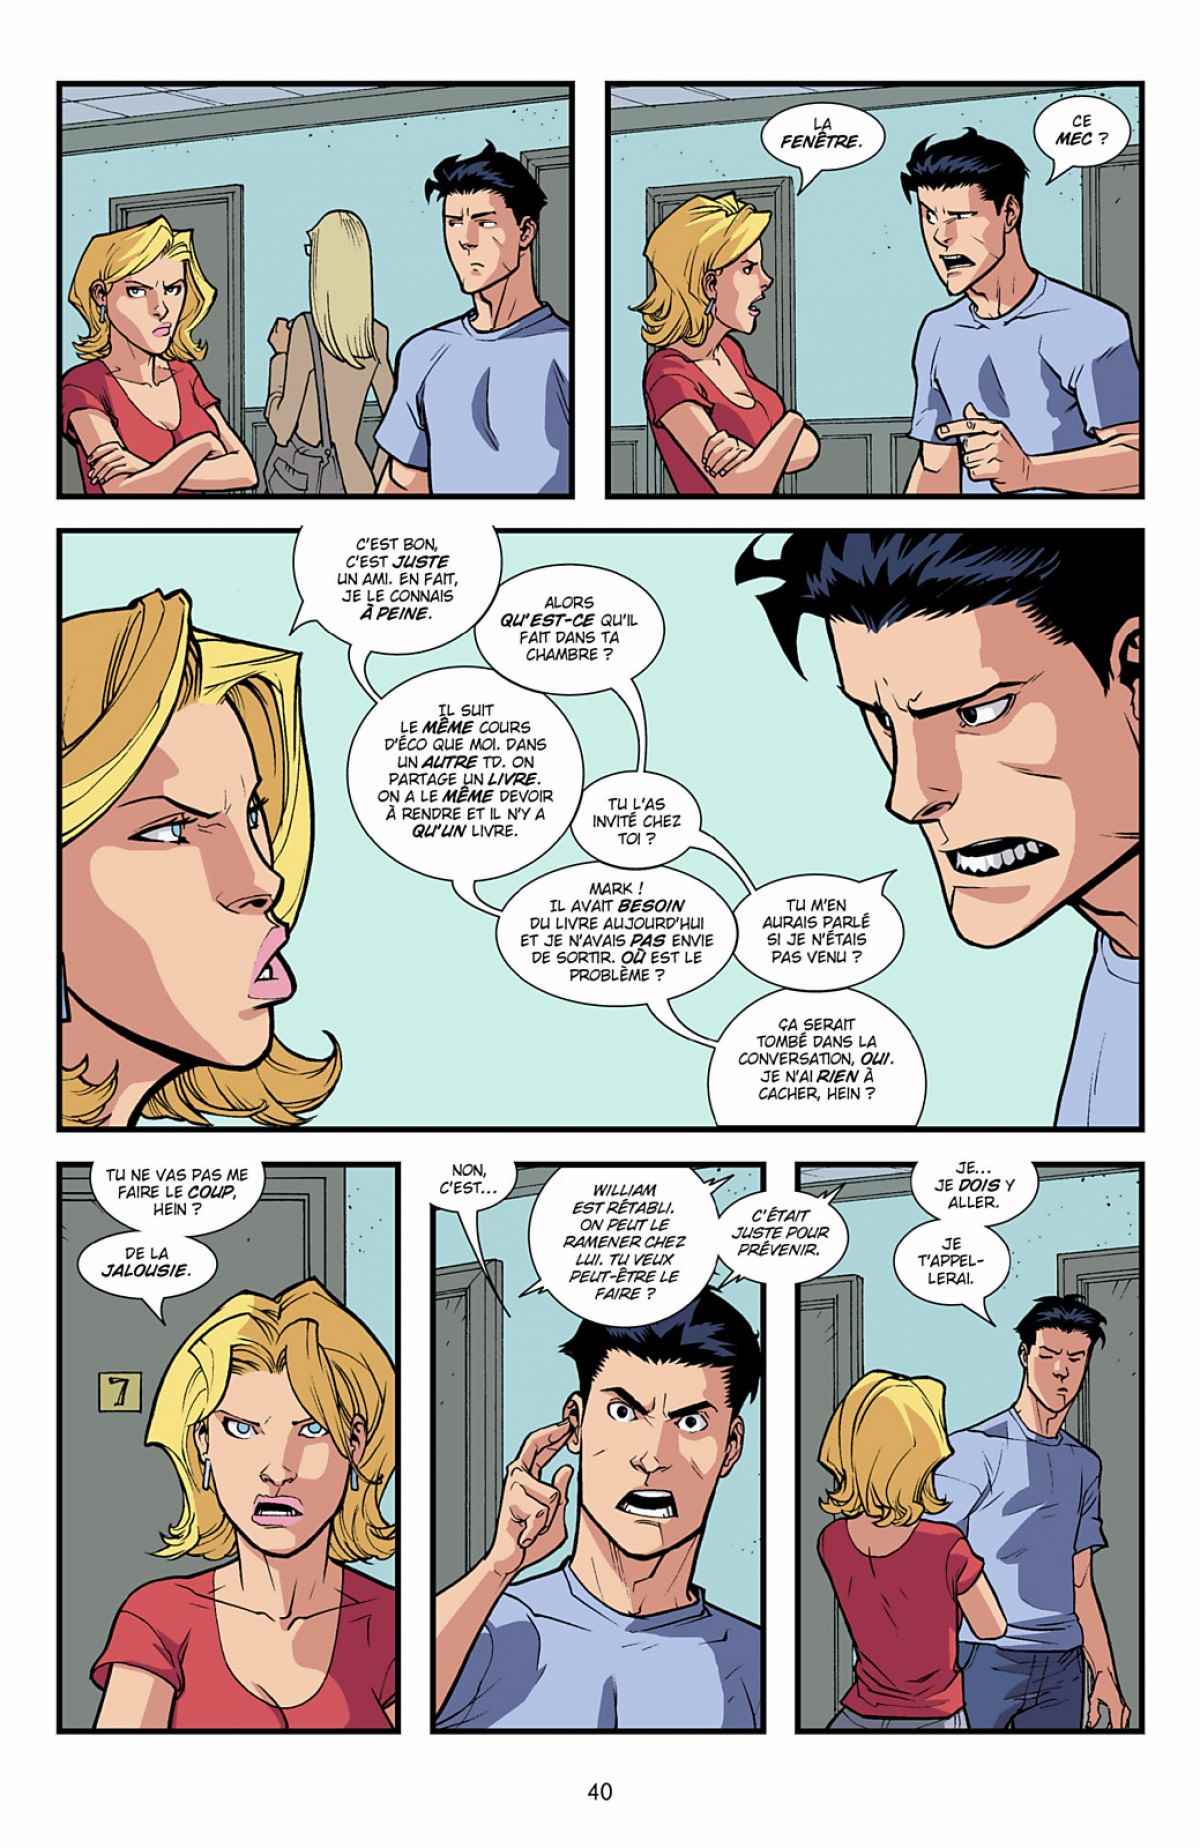 LA
FENÊTRE.
CE
MEC ?
C'EST BON,
C'EST JUSTE
UN AMI. EN FAIT,
JE LE CONNAIS
À PEINE.
ALORS
QU'EST-CE QU'IL
FAIT DANS TA
CHAMBRE ?
IL SUIT
LE MÊME COURS
D'ÉCO QUE MOI. DANS
UN AUTRE TD. ON
PARTAGE UN LIVRE.
ON A LE MÊME DEVOIR
À RENDRE ET IL N'Y A
QU'UN LIVRE.
TU L'AS
INVITÉ CHEZ
TOI ?
MARK !
IL AVAIT BESOIN
DU LIVRE AUJOURD'HUI
ET JE N'AVAIS PAS ENVIE
DE SORTIR. OÙ EST LE
PROBLÈME ?
TU M'EN
AURAIS PARLÉ
SI JE N'ÉTAIS
PAS VENU ?
ÇA SERAIT
TOMBÉ DANS LA
CONVERSATION, OUI.
JE N'AI RIEN À
CACHER, HEIN ?
TU NE VAS PAS ME
FAIRE LE COUP,
HEIN ?
DE LA
JALOUSIE.
7
NON,
C'EST...
WILLIAM
EST RÉTABLI.
ON PEUT LE
RAMENER CHEZ
LUI. TU VEUX
PEUT-ÊTRE LE
FAIRE ?
C'ÉTAIT
JUSTE POUR
PRÉVENIR.
JE...
JE DOIS Y
ALLER.
JE
T'APPEL-
LERAI.
40